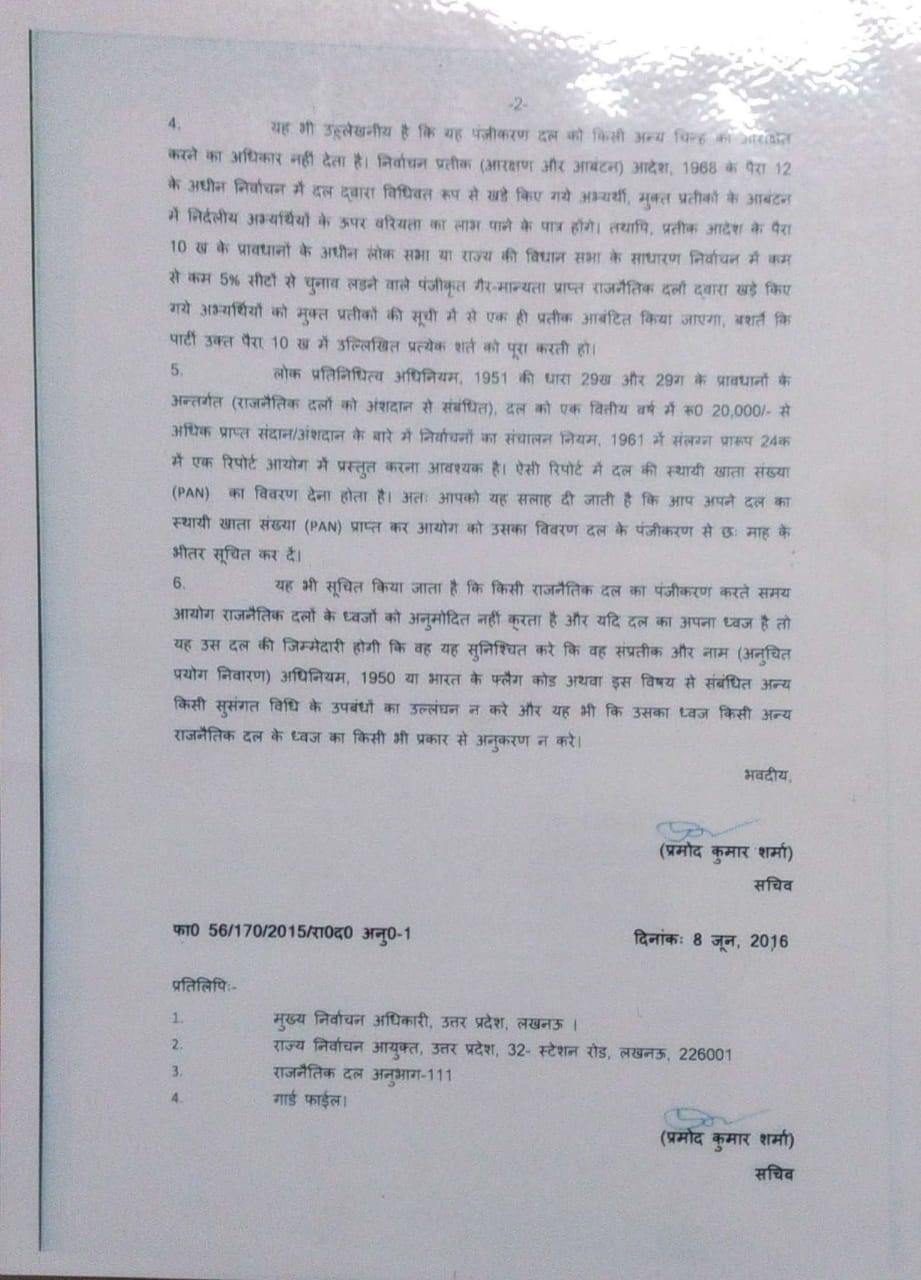 -2-
4. यह भी उल्लेखनीय है कि यह पंजीकरण दल को किसी अन्य चिन्ह का आरक्षित
करने का अधिकार नहीं देता है। निर्वाचन प्रतीक (आरक्षण और आबंटन) आदेश, 1968 के पैरा 12
के अधीन निर्वाचन में दल द्वारा विधिवत रूप से खडे किए गये अभ्यर्थी, मुक्त प्रतीकों के आबंटन
में निर्दलीय अभ्यर्थियों के ऊपर वरियता का लाभ पाने के पात्र होंगे। तथापि, प्रतीक आदेश के पैरा
10 ख के प्रावधानों के अधीन लोक सभा या राज्य की विधान सभा के साधारण निर्वाचन में कम
से कम 5% सीटों से चुनाव लड़ने वाले पंजीकृत गैर-मान्यता प्राप्त राजनैतिक दलों द्वारा खड़े किए
गये अभ्यर्थियों को मुक्त प्रतीकों की सूची में से एक ही प्रतीक आबंटित किया जाएगा, बशर्ते कि
पार्टी उक्त पैरा 10 ख में उल्लिखित प्रत्येक शर्त को पूरा करती हो।
5. लोक प्रतिनिधित्व अधिनियम, 1951 की धारा 29ख और 29ग के प्रावधानों के
अन्तर्गत (राजनैतिक दलों को अंशदान से संबंधित), दल को एक वितीय वर्ष में रू0 20,000/- से
अधिक प्राप्त संदान/अंशदान के बारे में निर्वाचनों का संचालन नियम, 1961 में संलग्न प्रारूप 24क
में एक रिपोर्ट आयोग में प्रस्तुत करना आवश्यक है। ऐसी रिपोर्ट में दल की स्थायी खाता संख्या
(PAN) का विवरण देना होता है। अतः आपको यह सलाह दी जाती है कि आप अपने दल का
स्थायी खाता संख्या (PAN) प्राप्त कर आयोग को उसका विवरण दल के पंजीकरण से छः माह के
भीतर सूचित कर दें।
6. यह भी सूचित किया जाता है कि किसी राजनैतिक दल का पंजीकरण करते समय
आयोग राजनैतिक दलों के ध्वजों को अनुमोदित नहीं करता है और यदि दल का अपना ध्वज है तो
यह उस दल की जिम्मेदारी होगी कि वह यह सुनिश्चित करे कि वह संप्रतीक और नाम (अनुचित
प्रयोग निवारण) अधिनियम, 1950 या भारत के फ्लैग कोड अथवा इस विषय से संबंधित अन्य
किसी सुसंगत विधि के उपबंधों का उल्लंघन न करे और यह भी कि उसका ध्वज किसी अन्य
राजनैतिक दल के ध्वज का किसी भी प्रकार से अनुकरण न करे।
भवदीय,
(प्रमोद कुमार शर्मा)
सचिव
फा0 56/170/2015/रा0द0 अनु0-1 दिनांकः 8 जून, 2016
प्रतिलिपिः-
1. मुख्य निर्वाचन अधिकारी, उत्तर प्रदेश, लखनऊ ।
2. राज्य निर्वाचन आयुक्त, उत्तर प्रदेश, 32- स्टेशन रोड, लखनऊ, 226001
3. राजनैतिक दल अनुभाग-111
4. गार्ड फाईल।
(प्रमोद कुमार शर्मा)
सचिव